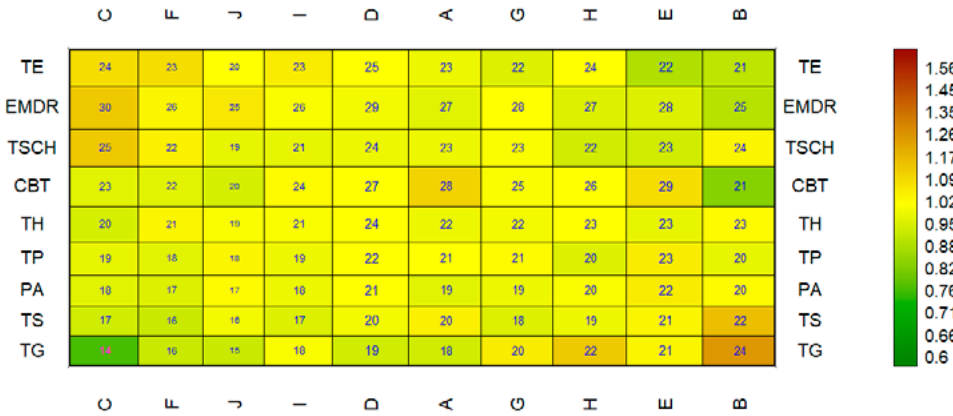 C F J I D A G H E B
TE 24 23 20 23 25 23 22 24 22 21 TE
EMDR 30 26 25 26 29 27 28 27 28 25 EMDR
TSCH 25 22 19 21 24 23 23 22 23 24 TSCH
CBT 23 22 20 24 27 28 25 26 29 21 CBT
TH 20 21 19 21 24 22 22 23 23 23 TH
TP 19 18 18 19 22 21 21 20 23 20 TP
PA 18 17 17 18 21 19 19 20 22 20 PA
TS 17 16 16 17 20 20 18 19 21 22 TS
TG 14 16 15 18 19 18 20 22 21 24 TG
C F J I D A G H E B
1.56
1.45
1.35
1.26
1.17
1.09
1.02
0.95
0.88
0.82
0.76
0.71
0.66
0.6